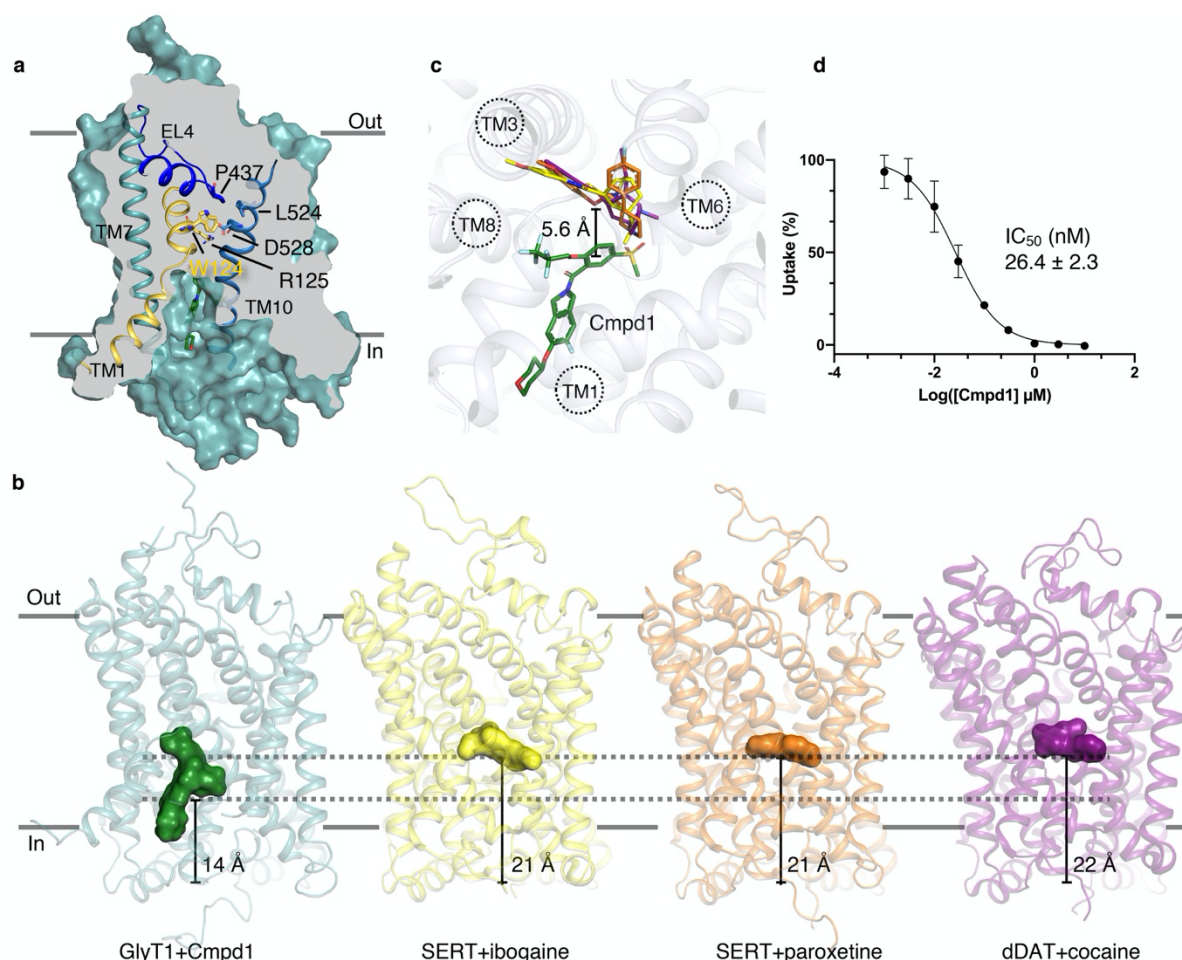 a
Out
EL4
P437
L524
TM7
D528
W124
R125
TM10
In
TM1
c
TM3
TM8
TM6
5.6 Å
Cmpd1
TM1
d
100
50
0
Uptake (%)
IC50 (nM)
26.4 ± 2.3
-4 -2 0 2
Log([Cmpd1] μM)
b
Out
In
14 Å 21 Å 21 Å 22 Å
GlyT1+Cmpd1 SERT+ibogaine SERT+paroxetine dDAT+cocaine